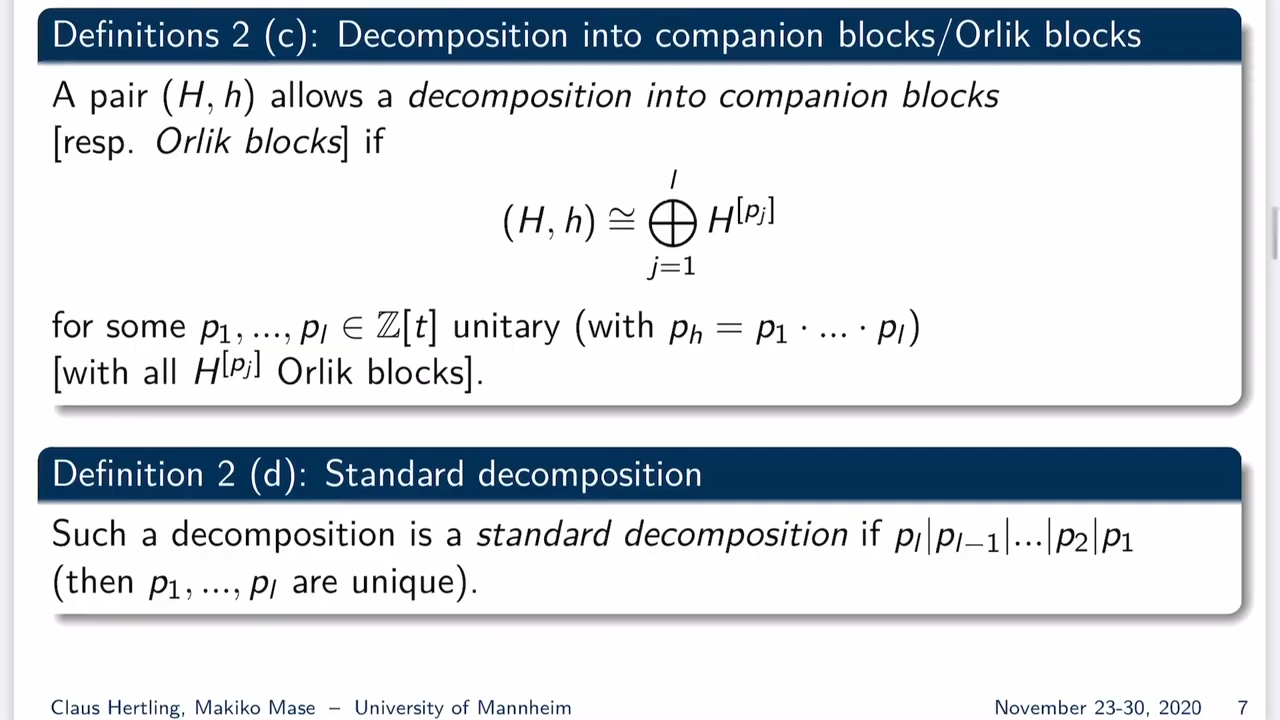 Definitions 2 (c): Decomposition into companion blocks/Orlik blocks
A pair (H, h) allows a decomposition into companion blocks
[resp. Orlik blocks] if
(H, h) ≅ ⨁_{j=1}^{l} H^{[p_j]}
for some p_1, ..., p_l ∈ ℤ[t] unitary (with p_h = p_1 · ... · p_l)
[with all H^{[p_j]} Orlik blocks].
Definition 2 (d): Standard decomposition
Such a decomposition is a standard decomposition if p_l|p_{l−1}|...|p_2|p_1
(then p_1, ..., p_l are unique).
Claus Hertling, Makiko Mase – University of Mannheim
November 23-30, 2020 7